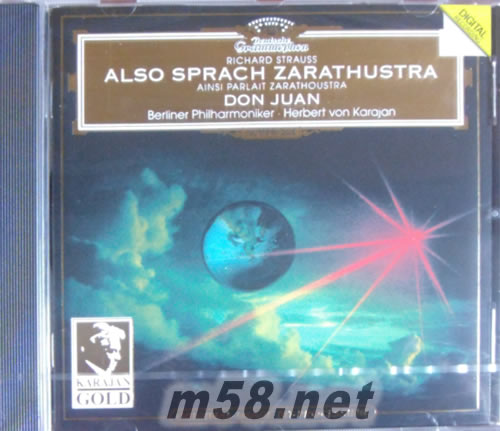 Deutsche
Grammophon
DIGITAL
RICHARD STRAUSS
ALSO SPRACH ZARATHUSTRA
AINSI PARLAIT ZARATHOUSTRA
DON JUAN
Berliner Philharmoniker · Herbert von Karajan
KARAJAN
GOLD
m58.net